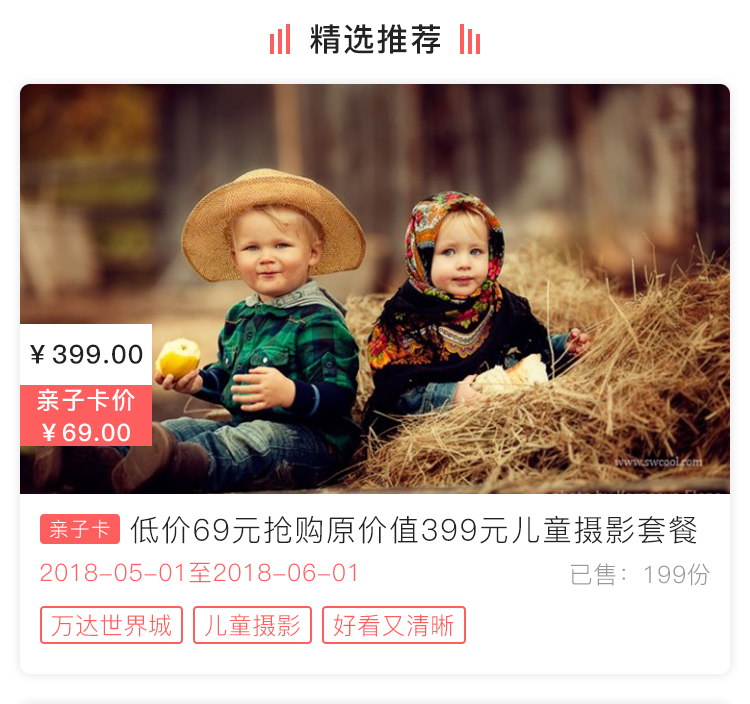 精选推荐
￥399.00
亲子卡价
￥69.00
www.swcool.com
亲子卡 低价69元抢购原价值399元儿童摄影套餐
2018-05-01至2018-06-01 已售：199份
万达世界城 儿童摄影 好看又清晰